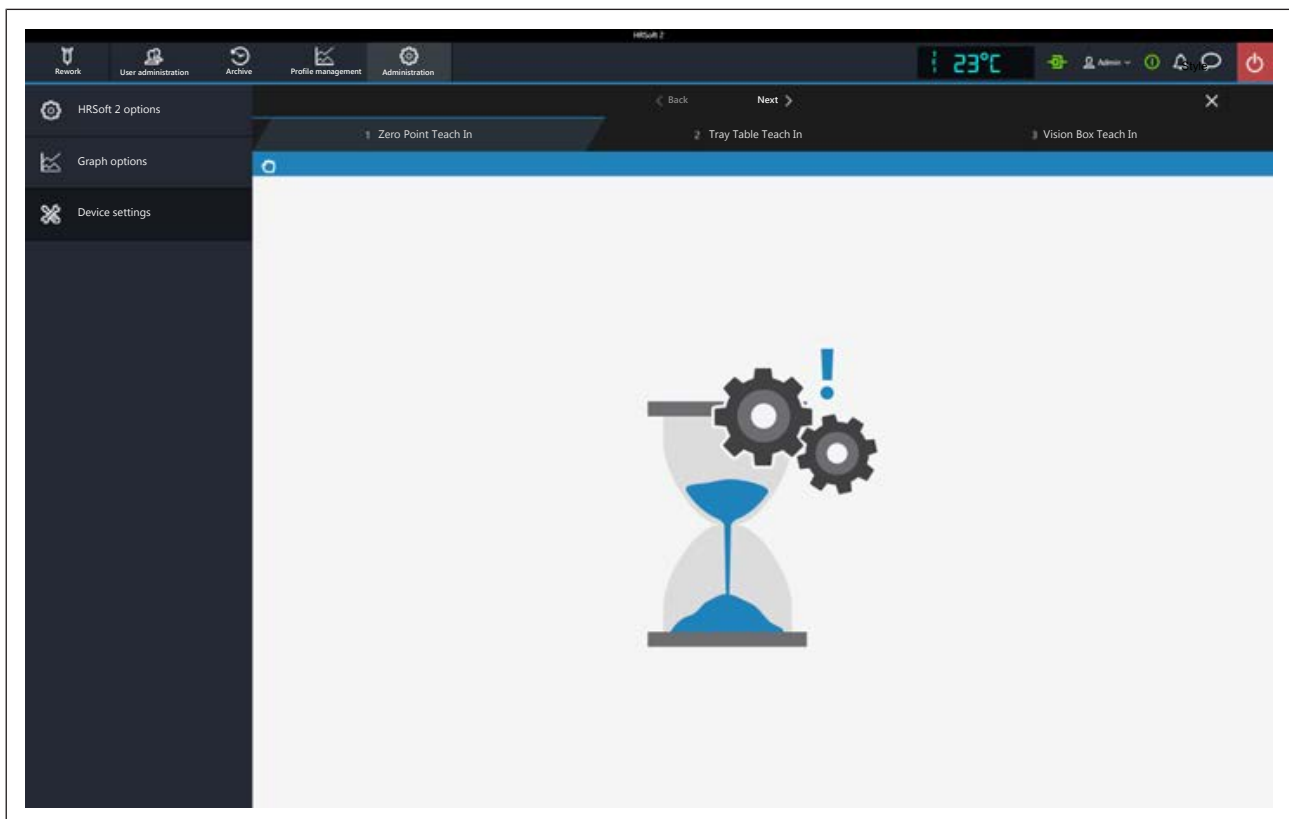 HRSoft 2
Rework User administration Archive Profile management Administration
23°C Admin Style
HRSoft 2 options
Graph options
Device settings
Back Next
1 Zero Point Teach In 2 Tray Table Teach In 3 Vision Box Teach In
!